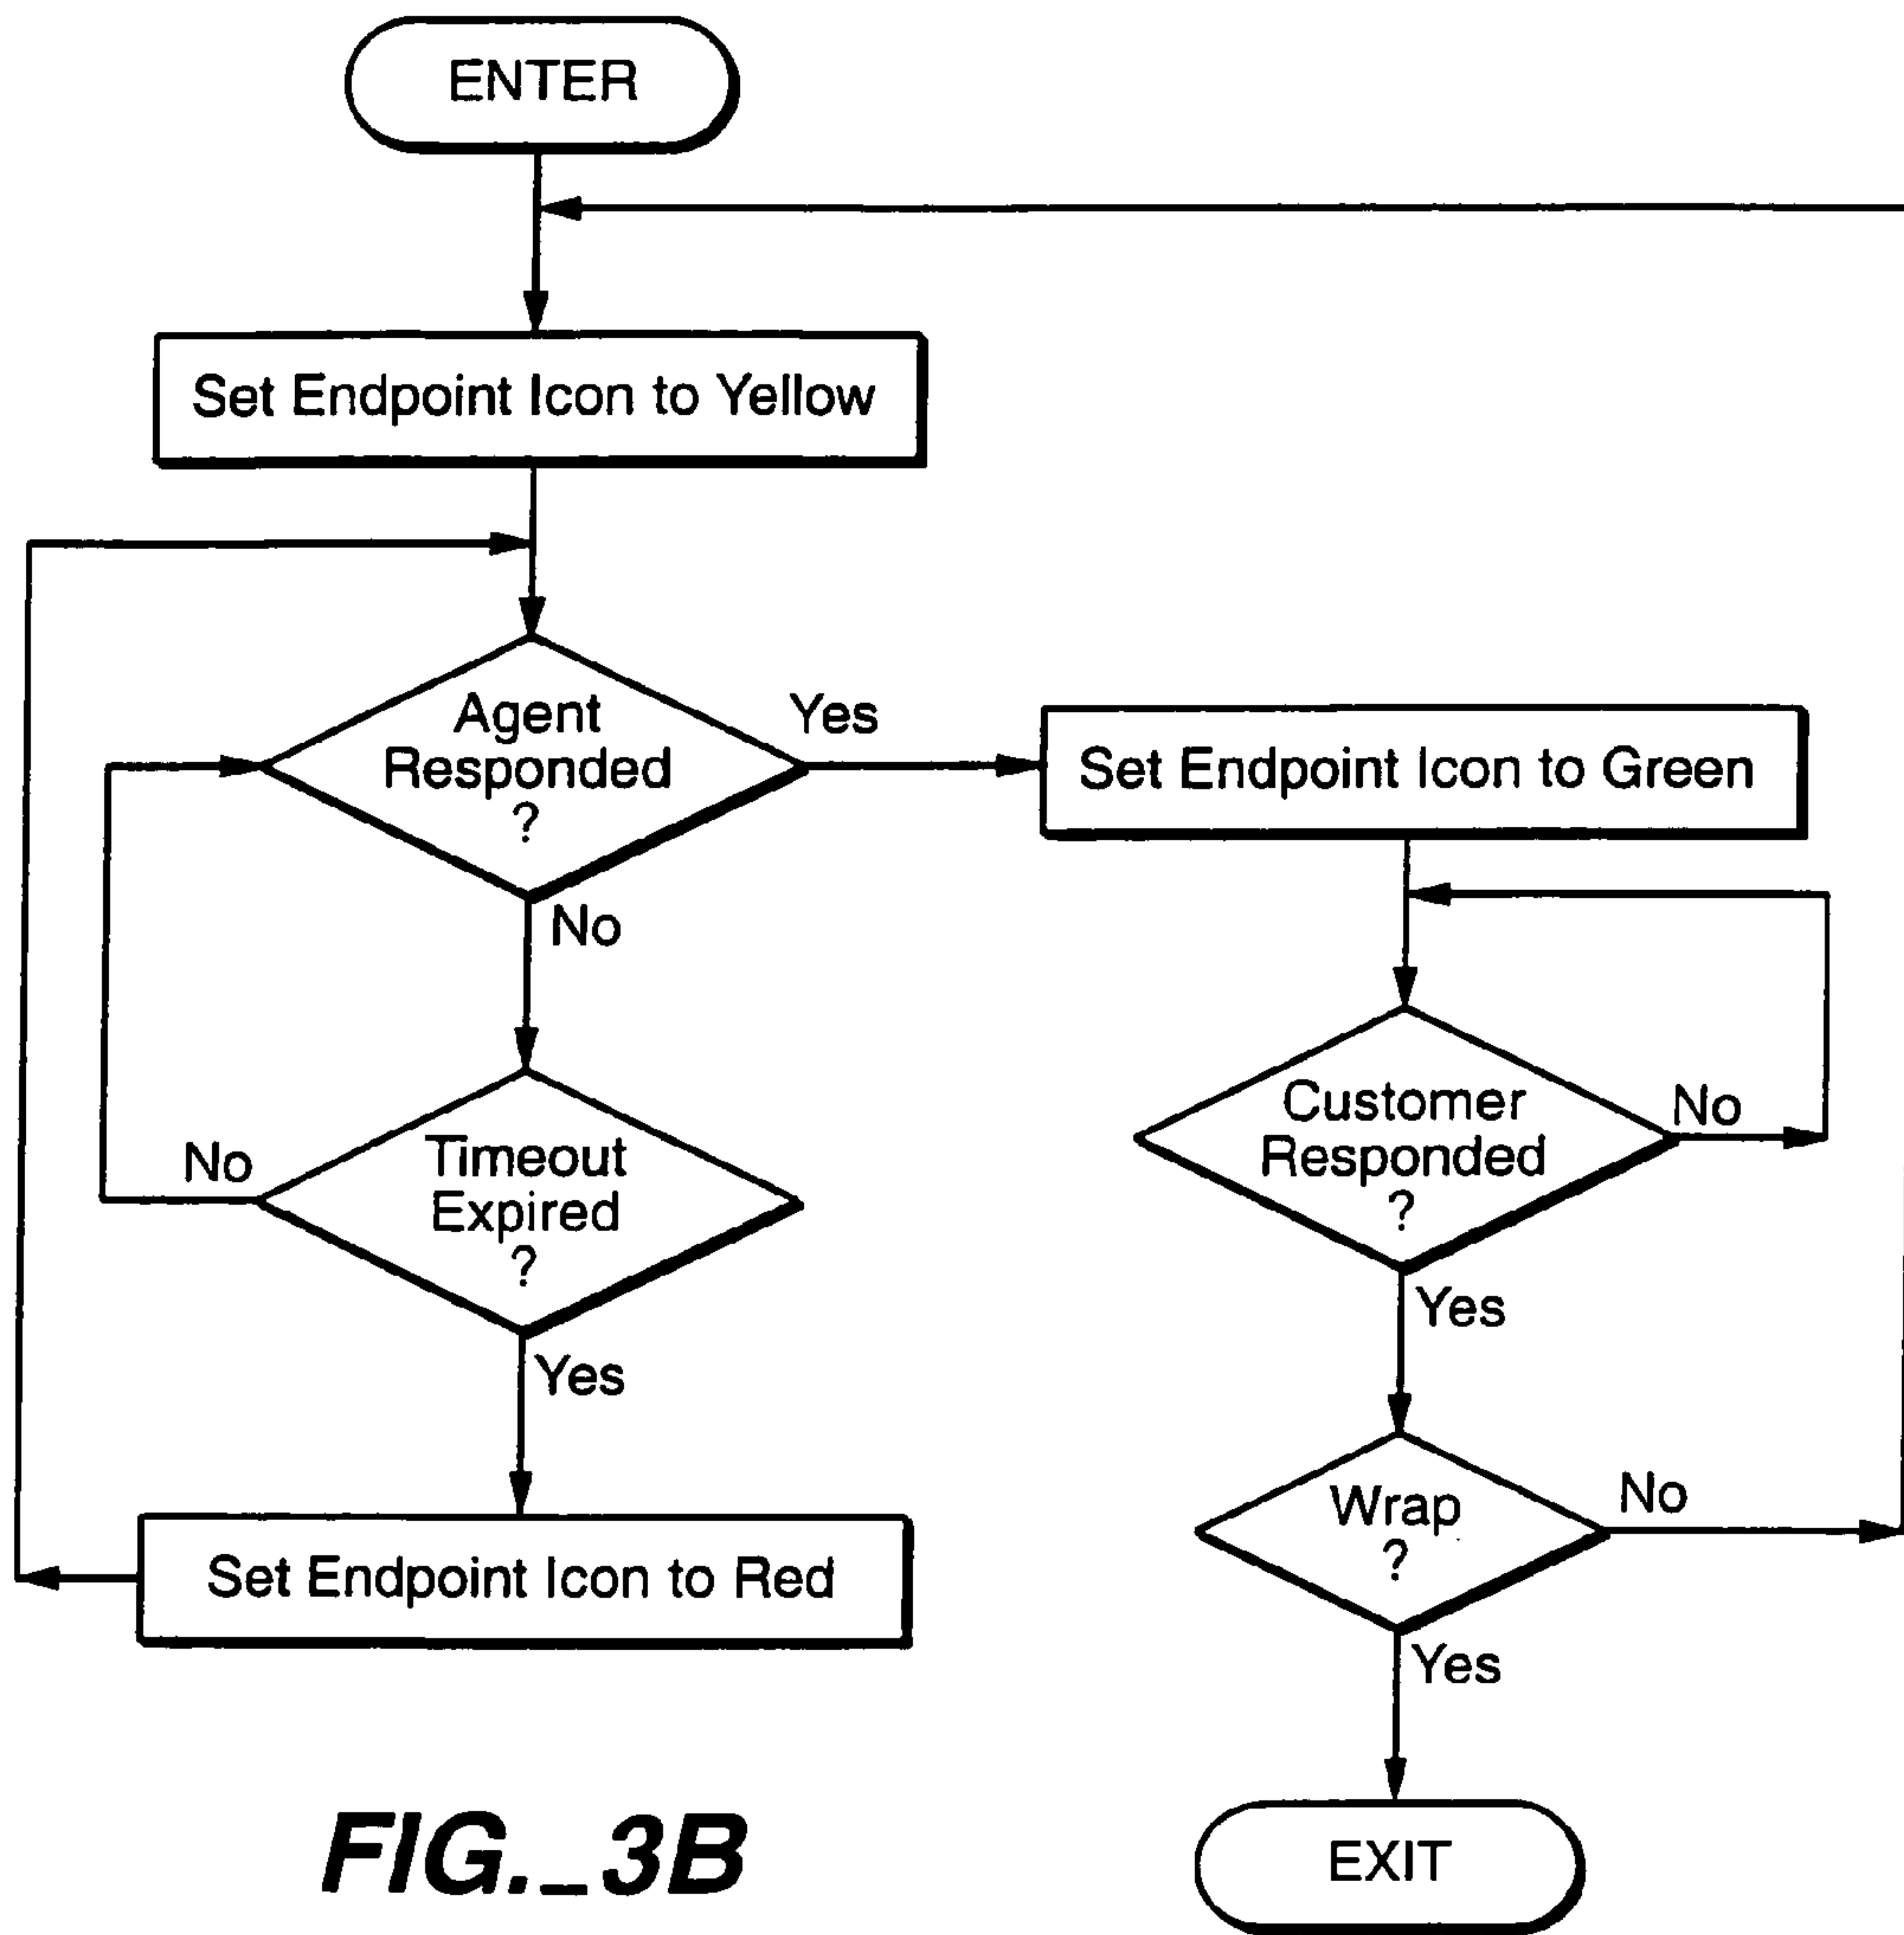 ENTER
Set Endpoint Icon to Yellow
Agent
Responded
?
Yes
No
Set Endpoint Icon to Green
Timeout
Expired
?
No
Yes
Set Endpoint Icon to Red
Customer
Responded
?
No
Yes
Wrap
?
No
Yes
EXIT
FIG._3B